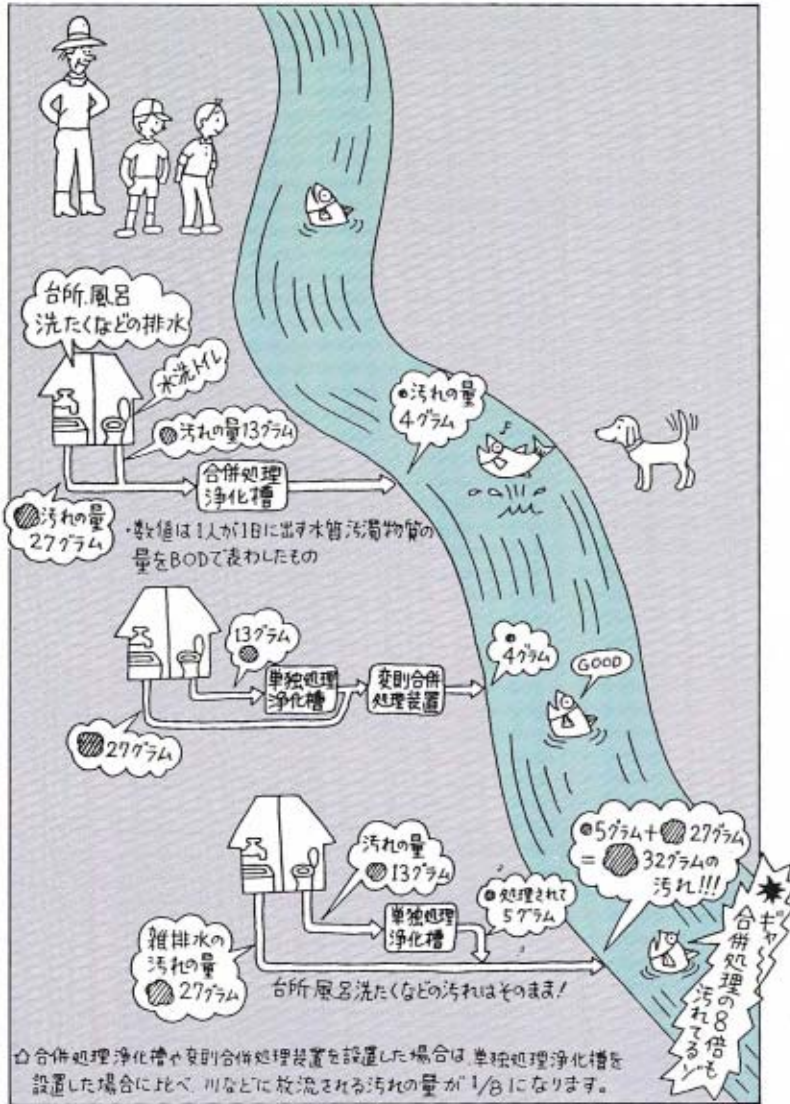 台所.風呂
洗たくなどの排水
水洗トイレ
汚れの量13グラム
合併処理
浄化槽
汚れの量
27グラム
汚れの量
4グラム
・数値は1人が1日に出す水質汚濁物質の
量をBODで表わしたもの
13グラム
単独処理
浄化槽
変則合併
処理装置
27グラム
4グラム
GOOD
汚れの量
13グラム
単独処理
浄化槽
処理されて
5グラム
雑排水の
汚れの量
27グラム
台所.風呂洗たくなどの汚れはそのまま!
5グラム+27グラム
=32グラムの
汚れ!!!
ギャー
合併処理の8倍も
汚れてるゾ
☆合併処理浄化槽や変則合併処理装置を設置した場合は、単独処理浄化槽を
設置した場合に比べ、川などに放流される汚れの量が1/8になります。